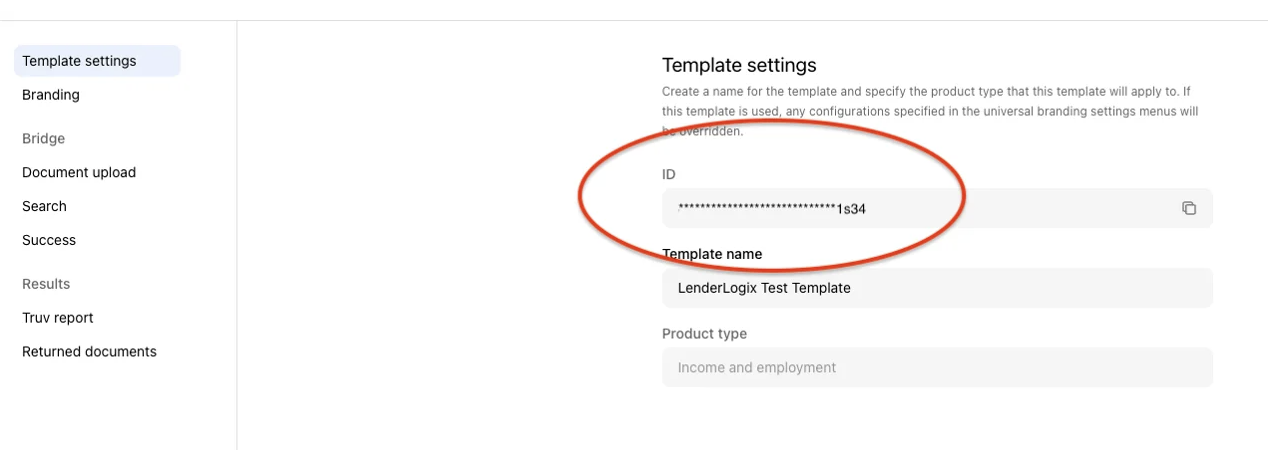 Template settings
Branding
Bridge
Document upload
Search
Success
Results
Truv report
Returned documents
Template settings
Create a name for the template and specify the product type that this template will apply to. If
this template is used, any configurations specified in the universal branding settings menus will
be overridden.
ID
*****************************1s34
Template name
LenderLogix Test Template
Product type
Income and employment